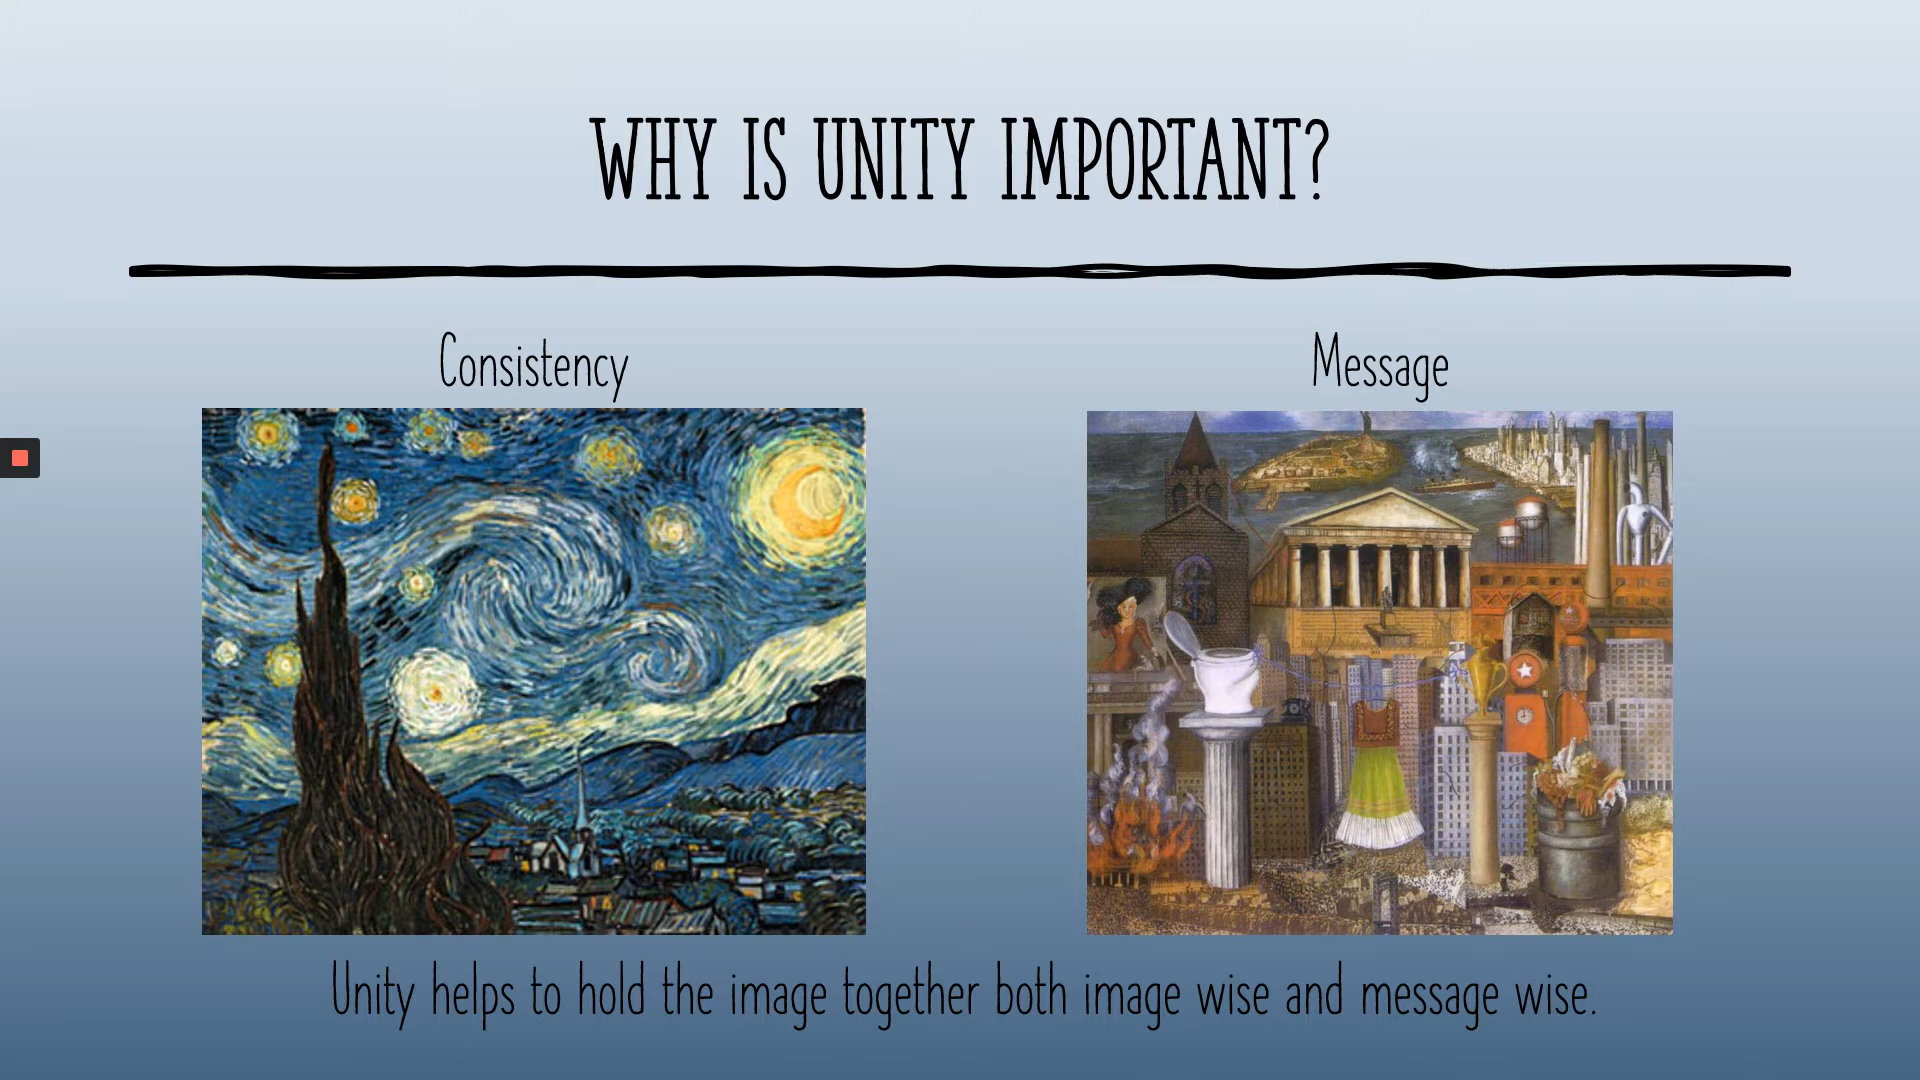 WHY IS UNITY IMPORTANT?
Consistency
Message
Unity helps to hold the image together both image wise and message wise.